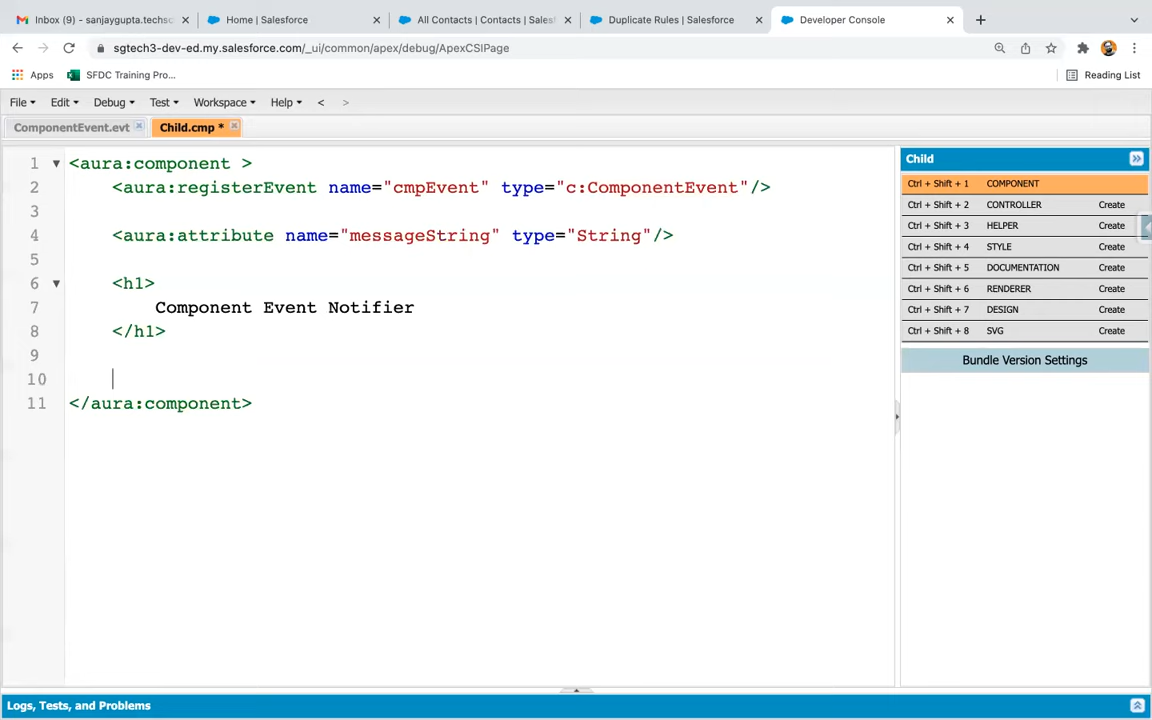 Inbox (9) - sanjaygupta.techsc
Home | Salesforce
All Contacts | Contacts | Sales
Duplicate Rules | Salesforce
Developer Console
sgtech3-dev-ed.my.salesforce.com/_ui/common/apex/debug/ApexCSIPage
Apps
SFDC Training Pro...
Reading List
File
Edit
Debug
Test
Workspace
Help
<
>
ComponentEvent.evt
Child.cmp *
1 <aura:component >
2 <aura:registerEvent name="cmpEvent" type="c:ComponentEvent"/>
3
4 <aura:attribute name="messageString" type="String"/>
5
6 <h1>
7 Component Event Notifier
8 </h1>
9
10
11 </aura:component>
Child
Ctrl + Shift + 1 COMPONENT
Ctrl + Shift + 2 CONTROLLER Create
Ctrl + Shift + 3 HELPER Create
Ctrl + Shift + 4 STYLE Create
Ctrl + Shift + 5 DOCUMENTATION Create
Ctrl + Shift + 6 RENDERER Create
Ctrl + Shift + 7 DESIGN Create
Ctrl + Shift + 8 SVG Create
Bundle Version Settings
Logs, Tests, and Problems